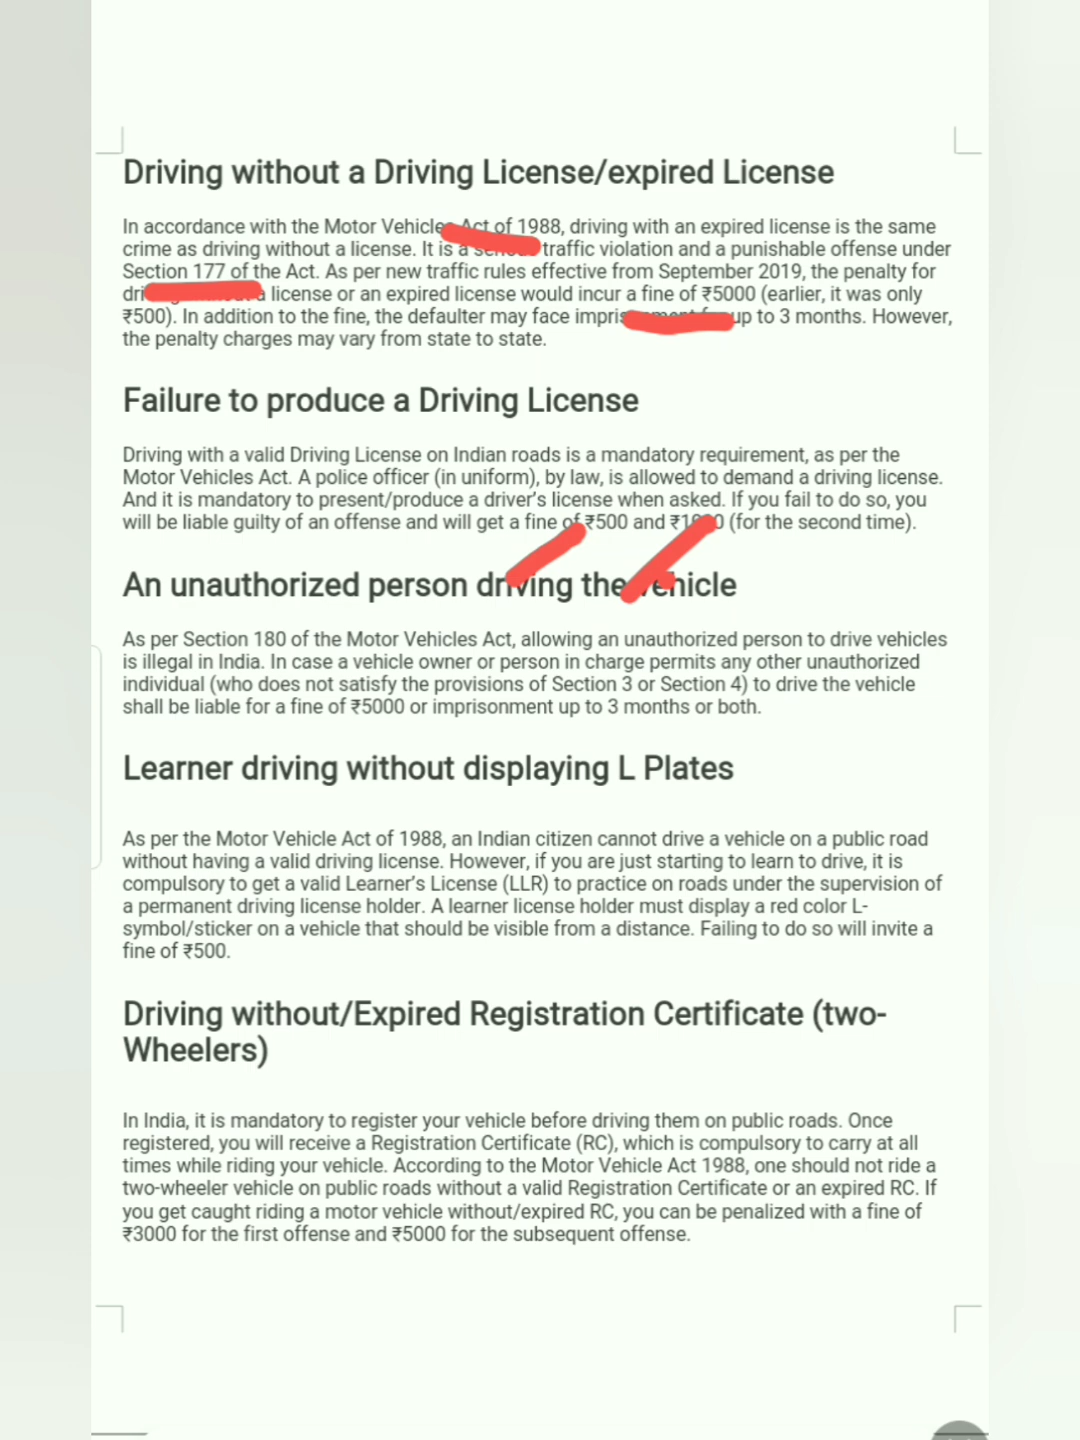 Driving without a Driving License/expired License
In accordance with the Motor Vehicles Act of 1988, driving with an expired license is the same
crime as driving without a license. It is a traffic violation and a punishable offense under
Section 177 of the Act. As per new traffic rules effective from September 2019, the penalty for
a license or an expired license would incur a fine of ₹5000 (earlier, it was only
₹500). In addition to the fine, the defaulter may face up to 3 months. However,
the penalty charges may vary from state to state.
Failure to produce a Driving License
Driving with a valid Driving License on Indian roads is a mandatory requirement, as per the
Motor Vehicles Act. A police officer (in uniform), by law, is allowed to demand a driving license.
And it is mandatory to present/produce a driver's license when asked. If you fail to do so, you
will be liable guilty of an offense and will get a fine of ₹500 and (for the second time).
An unauthorized person driving the vehicle
As per Section 180 of the Motor Vehicles Act, allowing an unauthorized person to drive vehicles
is illegal in India. In case a vehicle owner or person in charge permits any other unauthorized
individual (who does not satisfy the provisions of Section 3 or Section 4) to drive the vehicle
shall be liable for a fine of ₹5000 or imprisonment up to 3 months or both.
Learner driving without displaying L Plates
As per the Motor Vehicle Act of 1988, an Indian citizen cannot drive a vehicle on a public road
without having a valid driving license. However, if you are just starting to learn to drive, it is
compulsory to get a valid Learner's License (LLR) to practice on roads under the supervision of
a permanent driving license holder. A learner license holder must display a red color L-
symbol/sticker on a vehicle that should be visible from a distance. Failing to do so will invite a
fine of ₹500.
Driving without/Expired Registration Certificate (two-
Wheelers)
In India, it is mandatory to register your vehicle before driving them on public roads. Once
registered, you will receive a Registration Certificate (RC), which is compulsory to carry at all
times while riding your vehicle. According to the Motor Vehicle Act 1988, one should not ride a
two-wheeler vehicle on public roads without a valid Registration Certificate or an expired RC. If
you get caught riding a motor vehicle without/expired RC, you can be penalized with a fine of
₹3000 for the first offense and ₹5000 for the subsequent offense.